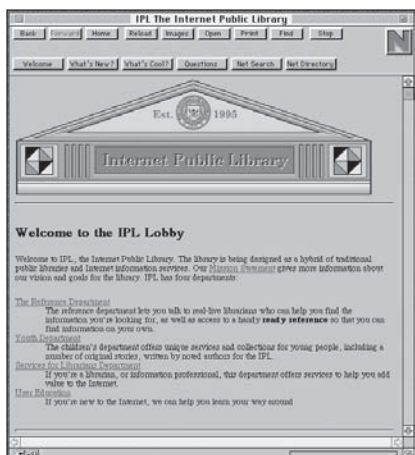 IPL The Internet Public Library
Back Forward Home Reload Images Open Print Find Stop
N
Welcome What's New? What's Cool? Questions Net Search Net Directory
Est. 1995
Internet Public Library
Welcome to the IPL Lobby
Welcome to IPL, the Internet Public Library. The library is being designed as a hybrid of traditional
public libraries and Internet information services. Our Mission Statement gives more information about
our vision and goals for the library. IPL has four departments:
The Reference Department
The reference department lets you talk to real-live librarians who can help you find the
information you're looking for, as well as access to a handy ready reference so that you can
find information on your own.
Youth Department
The children's department offers unique services and collections for young people, including a
number of original stories, written by noted authors for the IPL.
Services for Librarians Department
If you're a librarian, or information professional, this department offers services to help you add
value to the Internet.
User Education
If you're new to the Internet, we can help you learn your way around